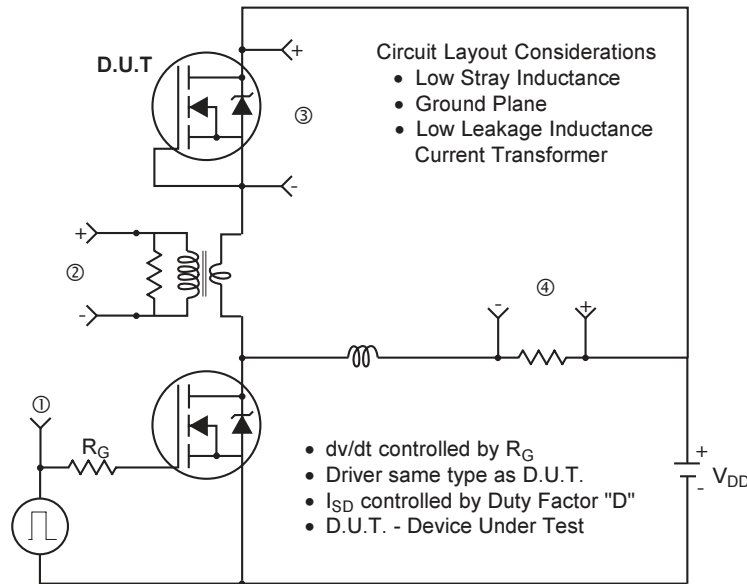 D.U.T
+
③
-
Circuit Layout Considerations
• Low Stray Inductance
• Ground Plane
• Low Leakage Inductance
Current Transformer
+
②
-
④
-
+
①
RG
• dv/dt controlled by RG
• Driver same type as D.U.T.
• ISD controlled by Duty Factor "D"
• D.U.T. - Device Under Test
+
VDD
-